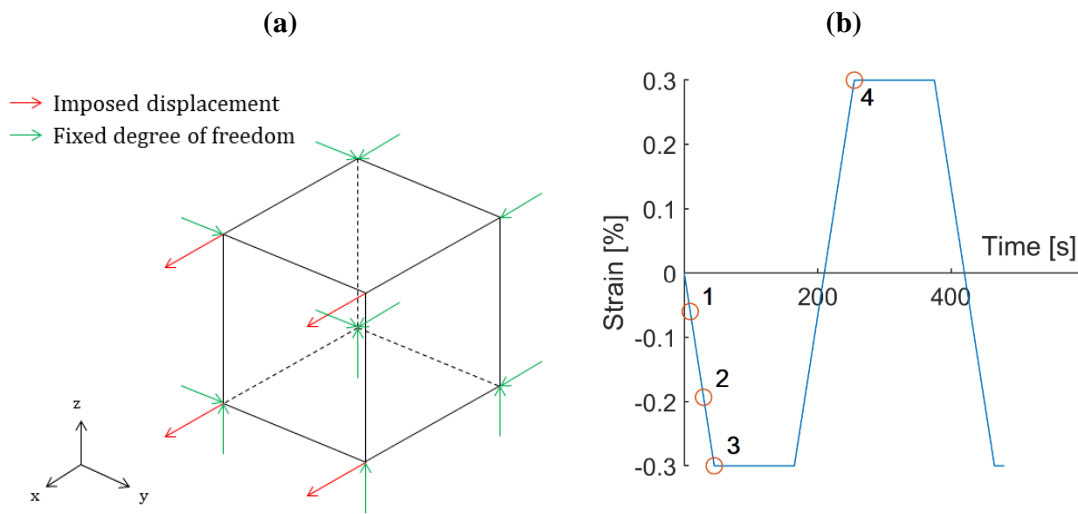 (a)
Imposed displacement
Fixed degree of freedom
z
x
y
(b)
0.3
0.2
0.1
0
-0.1
-0.2
-0.3
Strain [%]
Time [s]
200
400
1
2
3
4